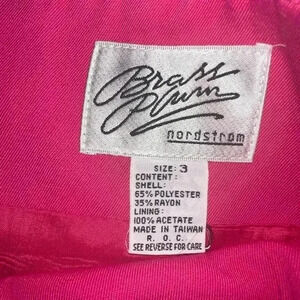 Brass
Plum
nordstrom
SIZE: 3
CONTENT:
SHELL:
65% POLYESTER
35% RAYON
LINING:
100% ACETATE
MADE IN TAIWAN
R. O. C.
SEE REVERSE FOR CARE